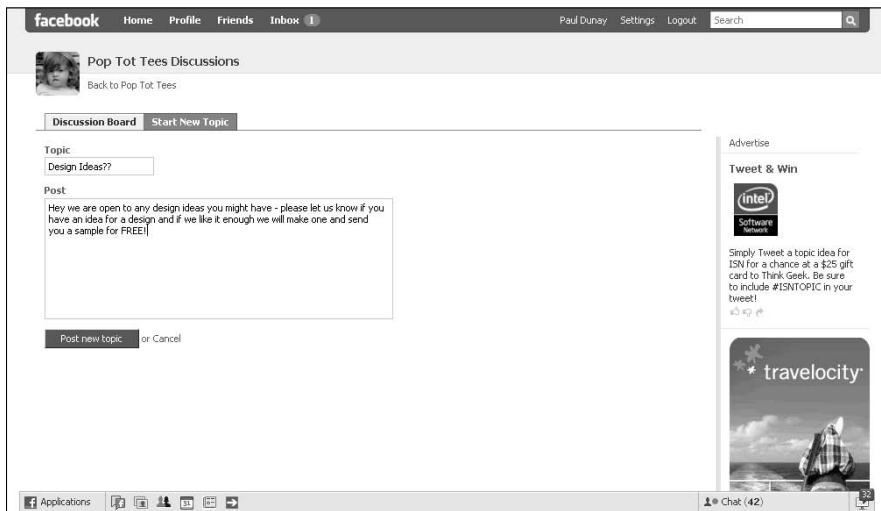 facebook Home Profile Friends Inbox 1 Paul Dunay Settings Logout Search
Pop Tot Tees Discussions
Back to Pop Tot Tees
Discussion Board Start New Topic
Topic
Design Ideas??
Post
Hey we are open to any design ideas you might have - please let us know if you
have an idea for a design and if we like it enough we will make one and send
you a sample for FREE!
Post new topic or Cancel
Advertise
Tweet & Win
intel
Software
Network
Simply Tweet a topic idea for
ISN for a chance at a $25 gift
card to Think Geek. Be sure
to include #ISNTOPIC in your
tweet!
travelocity
Applications 31 Chat (42) 32